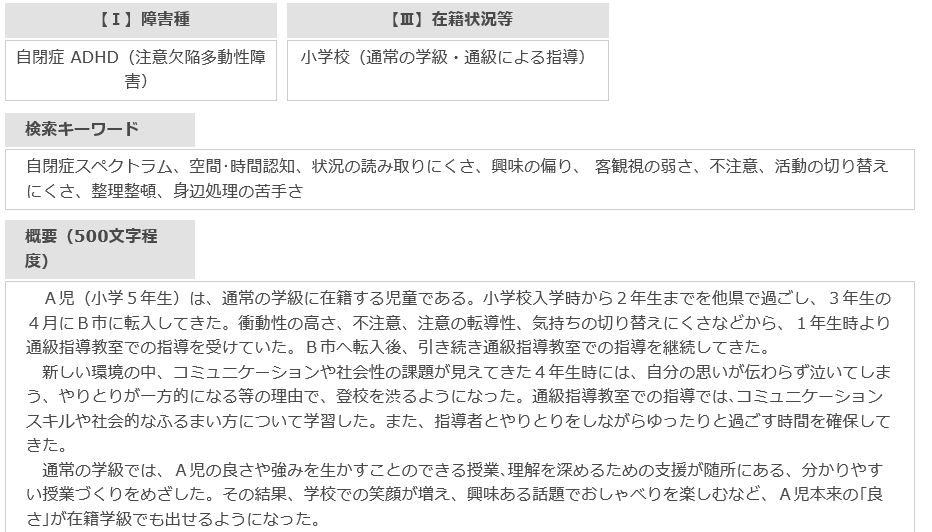 【Ⅰ】障害種
【Ⅲ】在籍状況等
自閉症 ADHD（注意欠陥多動性障
害）
小学校（通常の学級・通級による指導）
検索キーワード
自閉症スペクトラム、空間･時間認知、状況の読み取りにくさ、興味の偏り、 客観視の弱さ、不注意、活動の切り替え
にくさ、整理整頓、身辺処理の苦手さ
概要（500文字程
度）
　Ａ児（小学５年生）は、通常の学級に在籍する児童である。小学校入学時から２年生までを他県で過ごし、３年生の
４月にＢ市に転入してきた。衝動性の高さ、不注意、注意の転導性、気持ちの切り替えにくさなどから、１年生時より
通級指導教室での指導を受けていた。Ｂ市へ転入後、引き続き通級指導教室での指導を継続してきた。
　新しい環境の中、コミュニケーションや社会性の課題が見えてきた４年生時には、自分の思いが伝わらず泣いてしま
う、やりとりが一方的になる等の理由で、登校を渋るようになった。通級指導教室での指導では､コミュニケーション
スキルや社会的なふるまい方について学習した。また、指導者とやりとりをしながらゆったりと過ごす時間を確保して
きた。
　通常の学級では、Ａ児の良さや強みを生かすことのできる授業､理解を深めるための支援が随所にある、分かりやす
い授業づくりをめざした。その結果、学校での笑顔が増え、興味ある話題でおしゃべりを楽しむなど、Ａ児本来の｢良
さ｣が在籍学級でも出せるようになった。